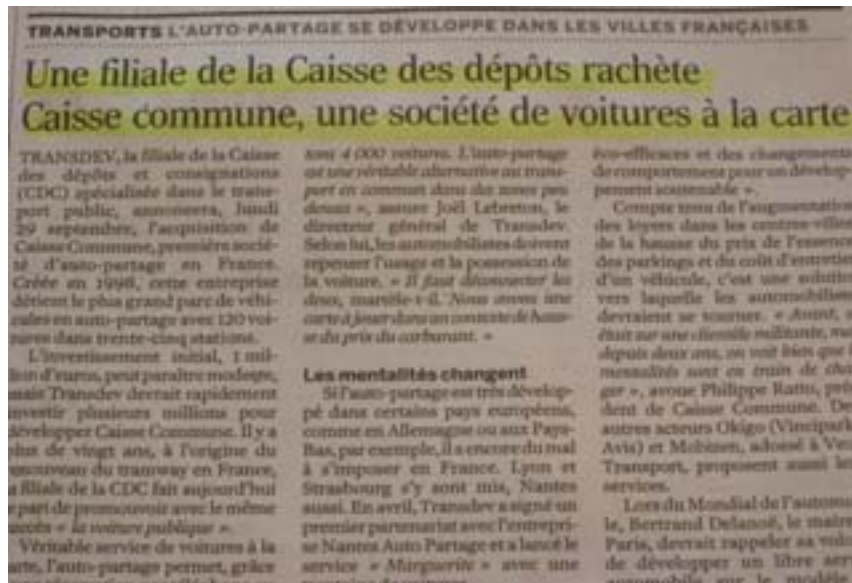 TRANSPORTS L'AUTO-PARTAGE SE DÉVELOPPE DANS LES VILLES FRANÇAISES
Une filiale de la Caisse des dépôts rachète
Caisse commune, une société de voitures à la carte
TRANSDEV, la filiale de la Caisse
des dépôts et consignations
(CDC) spécialisée dans le trans-
port public, annoncera, lundi
29 septembre, l'acquisition de
Caisse Commune, première socié-
té d'auto-partage en France.
Créée en 1998, cette entreprise
détient le plus grand parc de véhi-
cules en auto-partage avec 120 voi-
tures dans trente-cinq stations.
L'investissement initial, 1 mil-
lion d'euros, peut paraître modeste,
mais Transdev devrait rapidement
investir plusieurs millions pour
développer Caisse Commune. Il y a
plus de vingt ans, à l'origine du
renouveau du tramway en France,
la filiale de la CDC fait aujourd'hui
le pari de promouvoir avec le même
succès « la voiture publique ».
Véritable service de voitures à la
carte, l'auto-partage permet, grâce
tons 4 000 voitures. L'auto-partage
est une véritable alternative au trans-
port en commun dans des zones peu
denses », assure Joël Lebreton, le
directeur général de Transdev.
Selon lui, les automobilistes doivent
repenser l'usage et la possession de
la voiture. « Il faut déconnecter les
deux, martèle-t-il. Nous avons une
carte à jouer dans un contexte de haus-
se du prix du carburant. »
Les mentalités changent
Si l'auto-partage est très dévelop-
pé dans certains pays européens,
comme en Allemagne ou aux Pays-
Bas, par exemple, il a encore du mal
à s'imposer en France. Lyon et
Strasbourg s'y sont mis, Nantes
aussi. En avril, Transdev a signé un
premier partenariat avec l'entrepri-
se Nantes Auto Partage et a lancé le
service « Marguerite » avec une
éco-efficaces et des changements
de comportement pour un dévelop-
pement soutenable ».
Compte tenu de l'augmentation
des loyers dans les centres-villes
de la hausse du prix de l'essence
des parkings et du coût d'entretien
d'un véhicule, c'est une solution
vers laquelle les automobilistes
devraient se tourner. « Avant, o
était sur une clientèle militante, ma
depuis deux ans, on voit bien que l
mentalités sont en train de chan
ger », avoue Philippe Ratto, pré
dent de Caisse Commune. De
autres acteurs Okigo (Vincipark
Avis) et Mobizen, adossé à Veo
Transport, proposent aussi les
services.
Lors du Mondial de l'automo
le, Bertrand Delanoë, le maire
Paris, devrait rappeler sa volo
de développer un libre serv
automobile sur le modèle